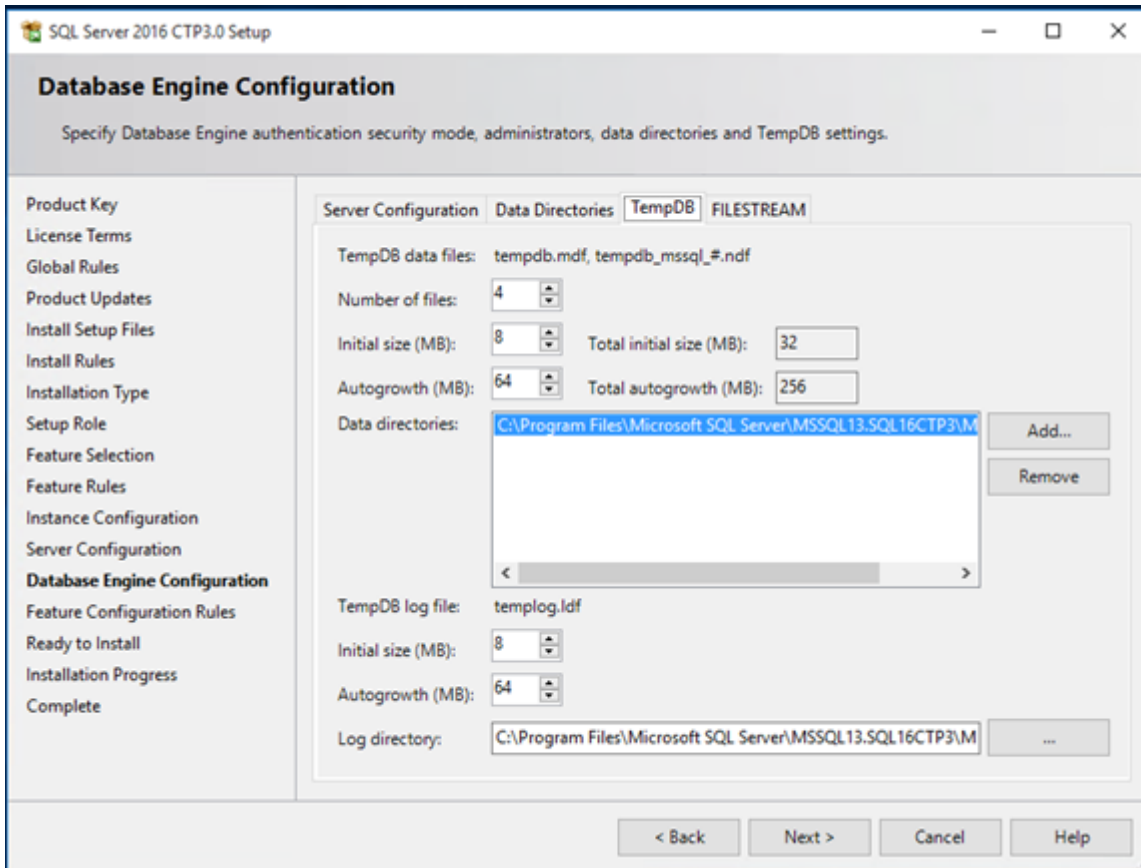 SQL Server 2016 CTP3.0 Setup
Database Engine Configuration
Specify Database Engine authentication security mode, administrators, data directories and TempDB settings.
Product Key
License Terms
Global Rules
Product Updates
Install Setup Files
Install Rules
Installation Type
Setup Role
Feature Selection
Feature Rules
Instance Configuration
Server Configuration
Database Engine Configuration
Feature Configuration Rules
Ready to Install
Installation Progress
Complete
Server Configuration Data Directories TempDB FILESTREAM
TempDB data files: tempdb.mdf, tempdb_mssql_#.ndf
Number of files: 4
Initial size (MB): 8 Total initial size (MB): 32
Autogrowth (MB): 64 Total autogrowth (MB): 256
Data directories: C:\Program Files\Microsoft SQL Server\MSSQL13.SQL16CTP3\M
Add...
Remove
TempDB log file: templog.ldf
Initial size (MB): 8
Autogrowth (MB): 64
Log directory: C:\Program Files\Microsoft SQL Server\MSSQL13.SQL16CTP3\M ...
< Back Next > Cancel Help